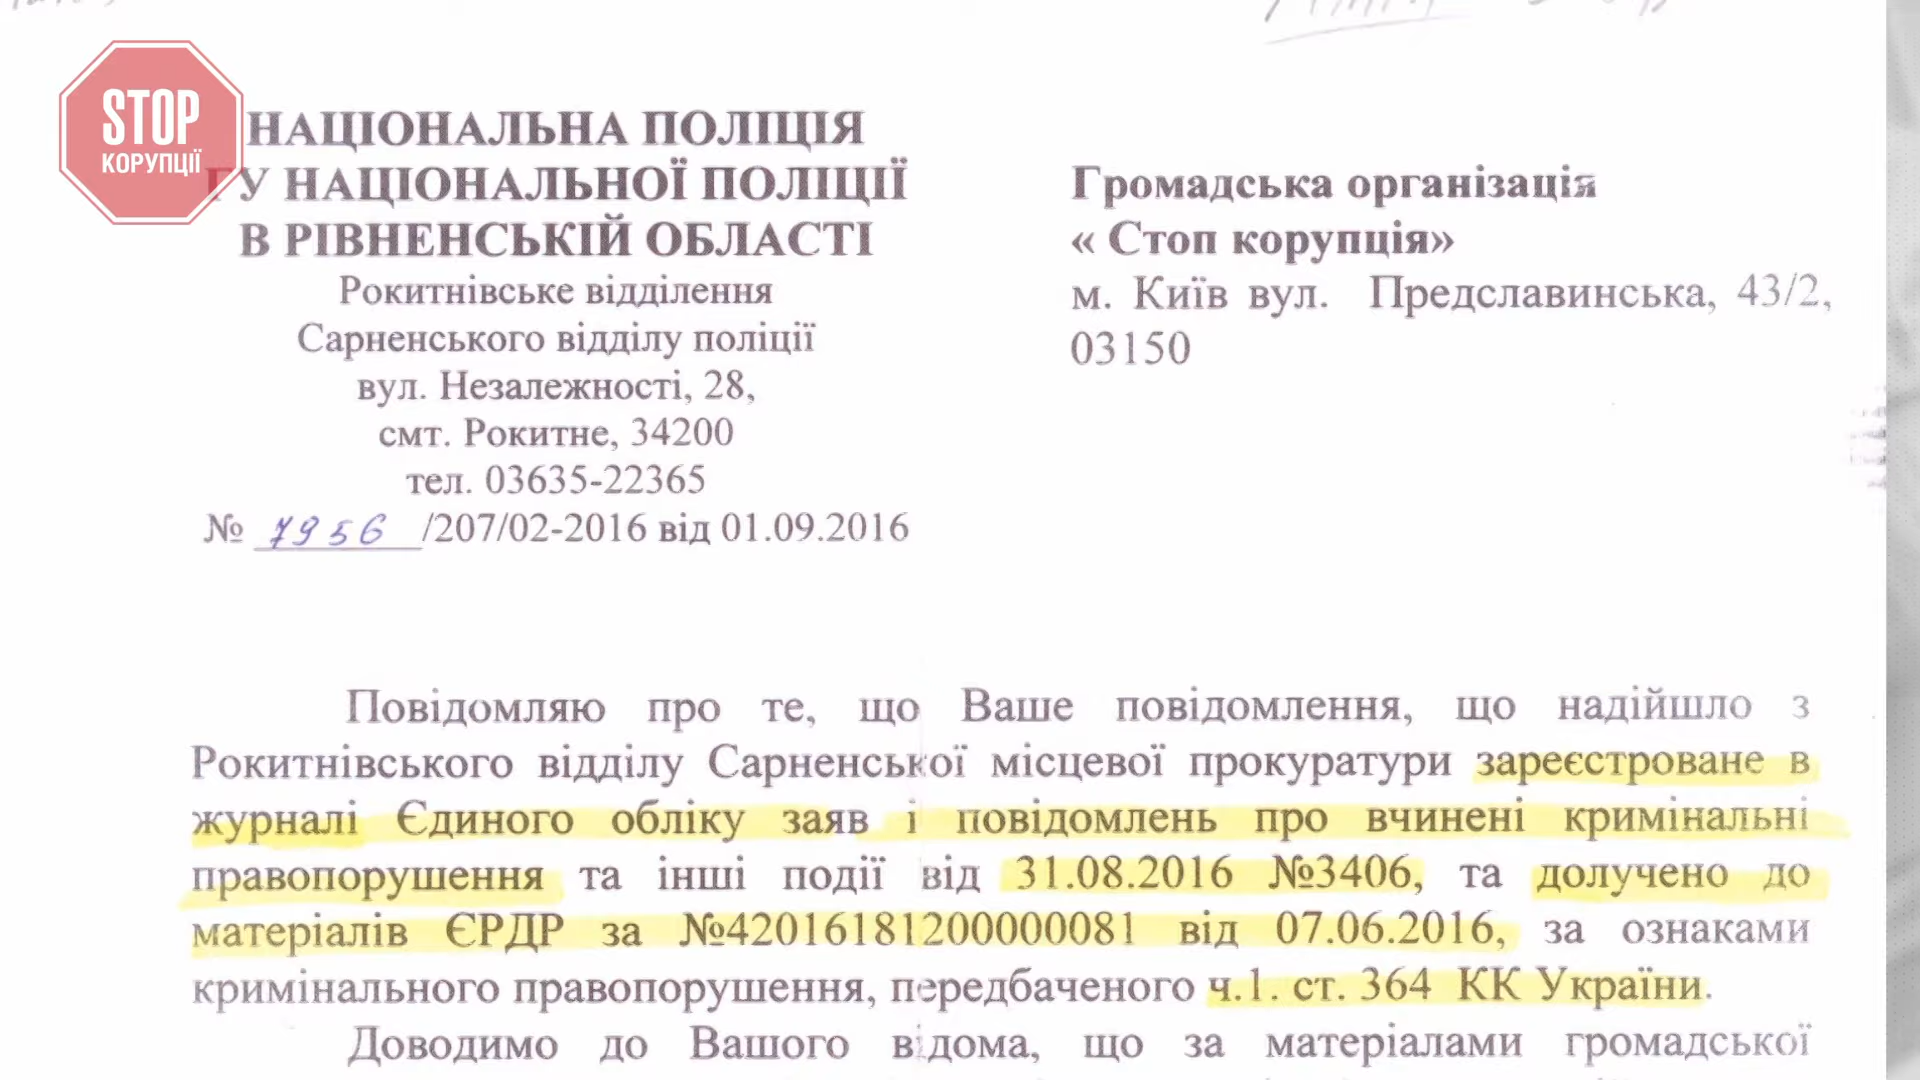 STOP
КОРУПЦІЇ
НАЦІОНАЛЬНА ПОЛІЦІЯ
ГУ НАЦІОНАЛЬНОЇ ПОЛІЦІЇ
В РІВНЕНСЬКІЙ ОБЛАСТІ
Рокитнівське відділення
Сарненського відділу поліції
вул. Незалежності, 28,
смт. Рокитне, 34200
тел. 03635-22365
№ 7956 /207/02-2016 від 01.09.2016
Громадська організація
« Стоп корупція»
м. Київ вул. Предславинська, 43/2,
03150
Повідомляю про те, що Ваше повідомлення, що надійшло з
Рокитнівського відділу Сарненської місцевої прокуратури зареєстроване в
журналі Єдиного обліку заяв і повідомлень про вчинені кримінальні
правопорушення та інші події від 31.08.2016 №3406, та долучено до
матеріалів ЄРДР за №42016181200000081 від 07.06.2016, за ознаками
кримінального правопорушення, передбаченого ч.1. ст. 364 КК України.
Доводимо до Вашого відома, що за матеріалами громадської